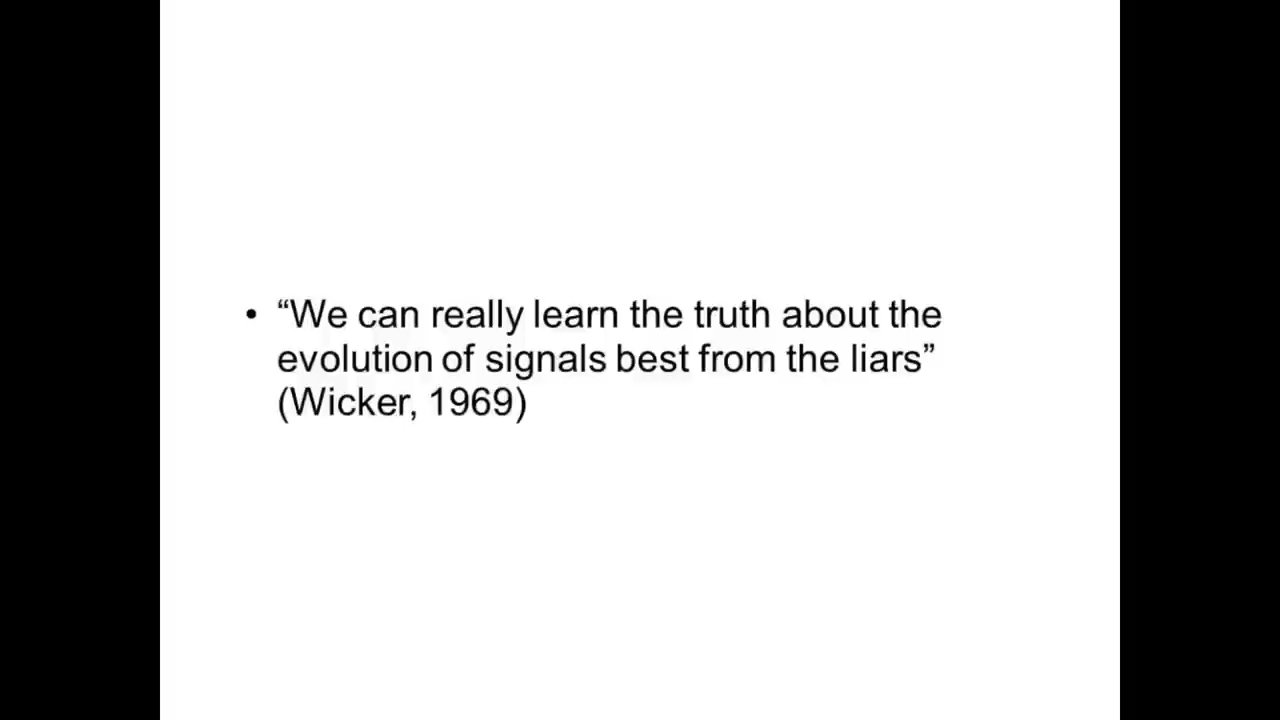 • “We can really learn the truth about the
evolution of signals best from the liars”
(Wicker, 1969)